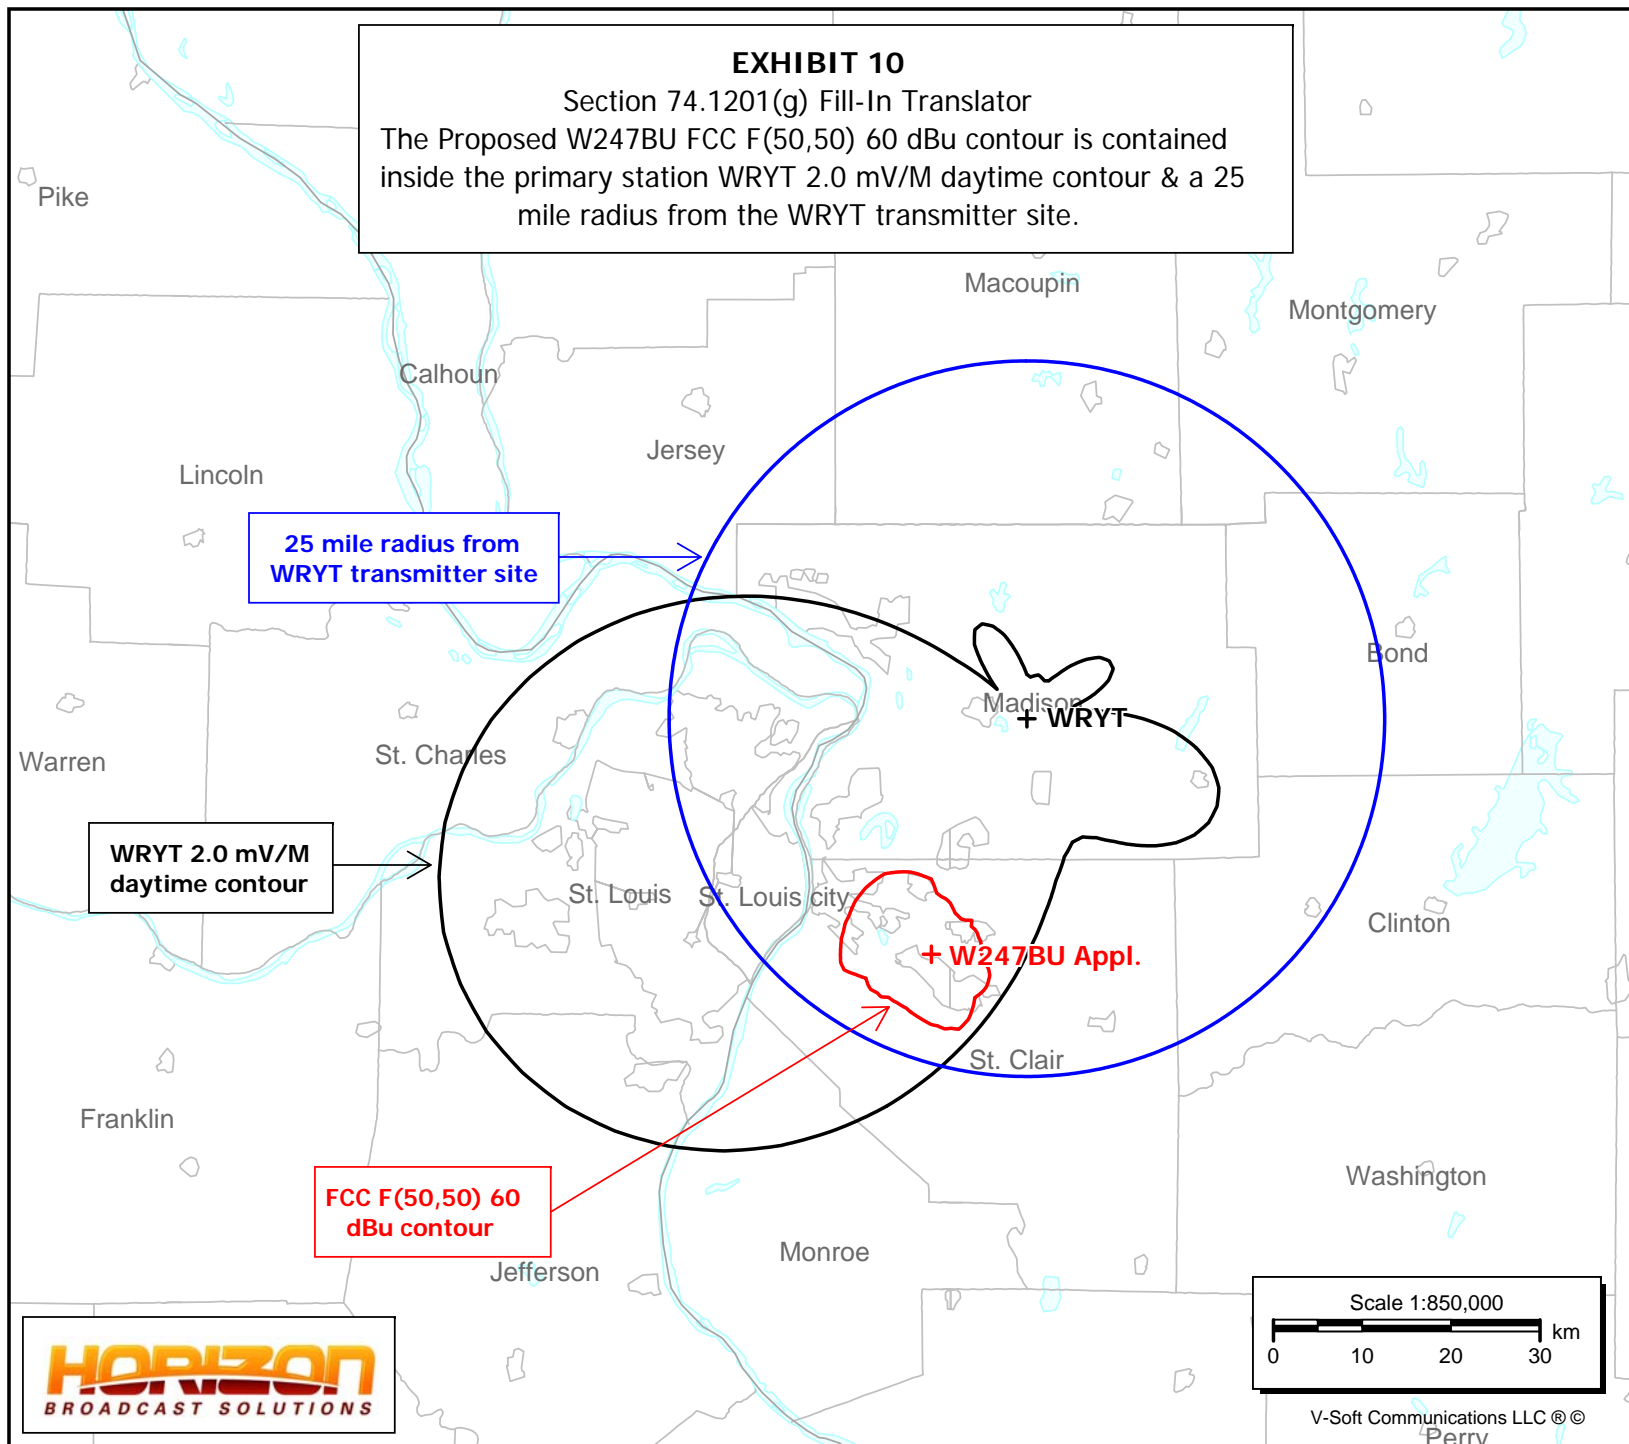 EXHIBIT 10
Section 74.1201(g) Fill-In Translator
The Proposed W247BU FCC F(50,50) 60 dBu contour is contained
inside the primary station WRYT 2.0 mV/M daytime contour & a 25
mile radius from the WRYT transmitter site.
Pike
Macoupin
Montgomery
Calhoun
Jersey
Lincoln
25 mile radius from
WRYT transmitter site
Bond
Madison
WRYT
Warren
St. Charles
WRYT 2.0 mV/M
daytime contour
St. Louis
St. Louis city
Clinton
W247BU Appl.
St. Clair
Franklin
Washington
FCC F(50,50) 60
dBu contour
Monroe
Jefferson
Scale 1:850,000
km
0 10 20 30
HORIZON
BROADCAST SOLUTIONS
V-Soft Communications LLC ® ©
Perry